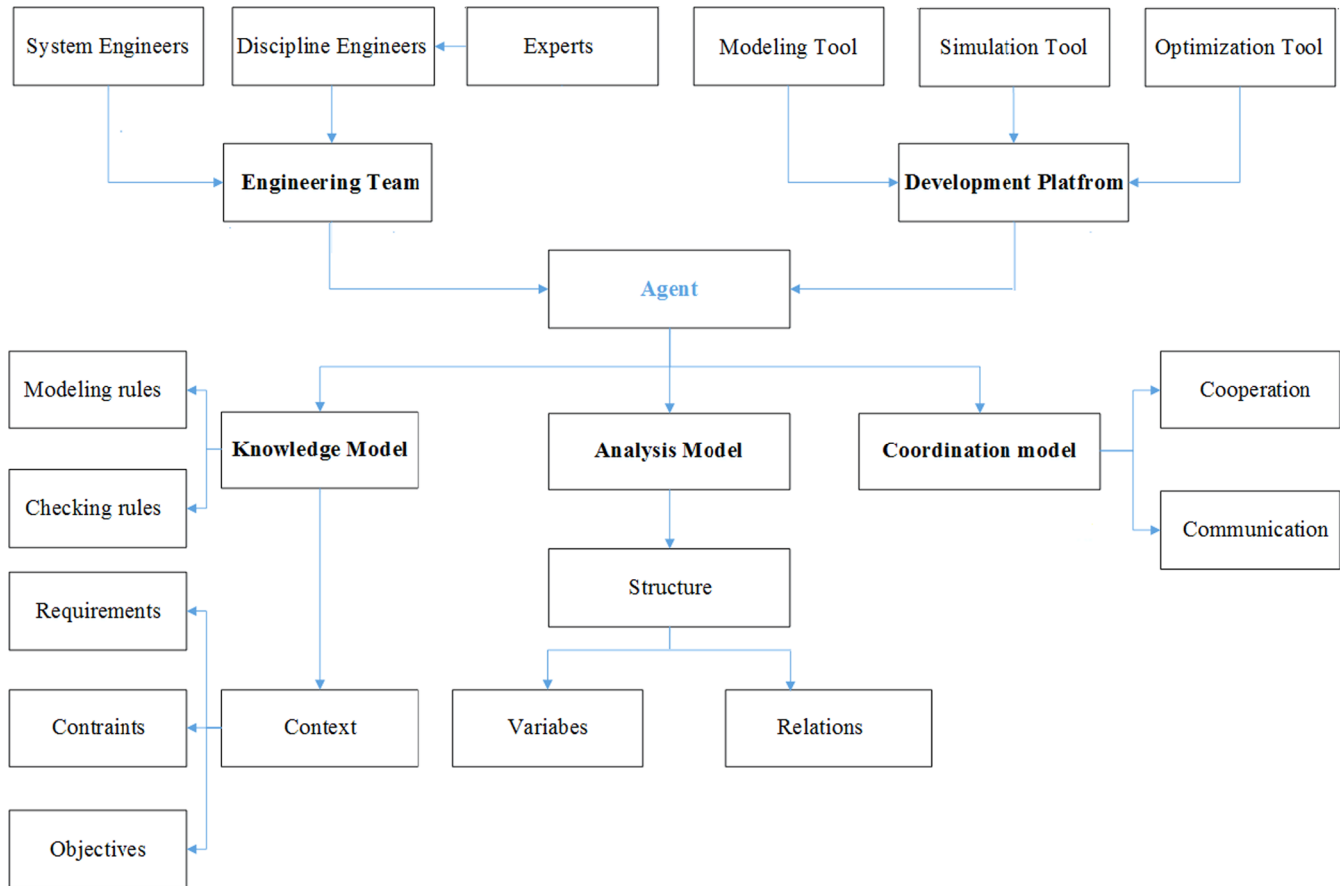 System Engineers
Discipline Engineers
Experts
Modeling Tool
Simulation Tool
Optimization Tool
Engineering Team
Development Platfrom
Agent
Modeling rules
Cooperation
Knowledge Model
Analysis Model
Coordination model
Checking rules
Communication
Structure
Requirements
Contraints
Context
Variabes
Relations
Objectives